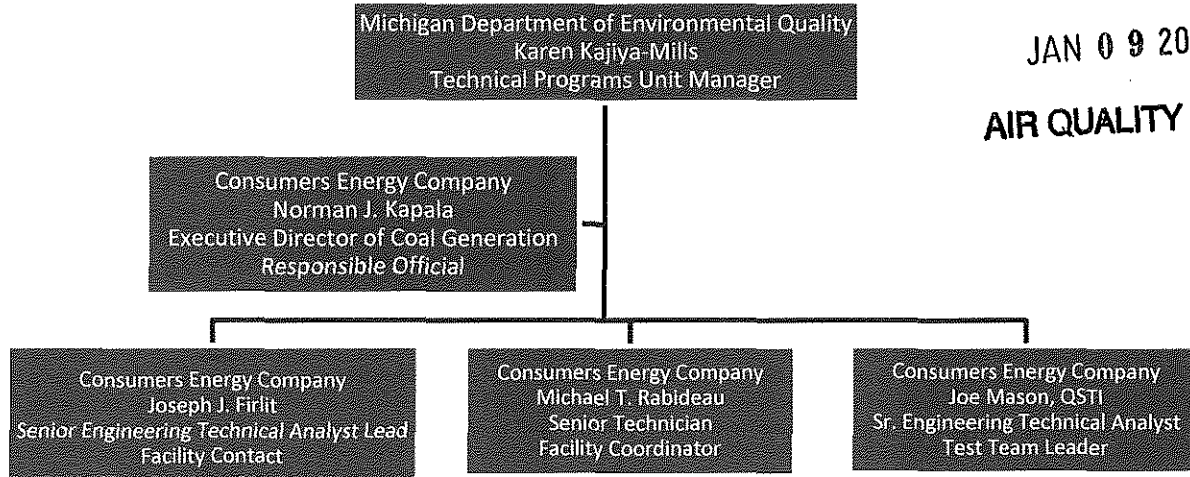 Michigan Department of Environmental Quality
Karen Kajiya-Mills
Technical Programs Unit Manager
JAN 0 9 20
AIR QUALITY
Consumers Energy Company
Norman J. Kapala
Executive Director of Coal Generation
Responsible Official
Consumers Energy Company
Joseph J. Firlit
Senior Engineering Technical Analyst Lead
Facility Contact
Consumers Energy Company
Michael T. Rabideau
Senior Technician
Facility Coordinator
Consumers Energy Company
Joe Mason, QSTI
Sr. Engineering Technical Analyst
Test Team Leader